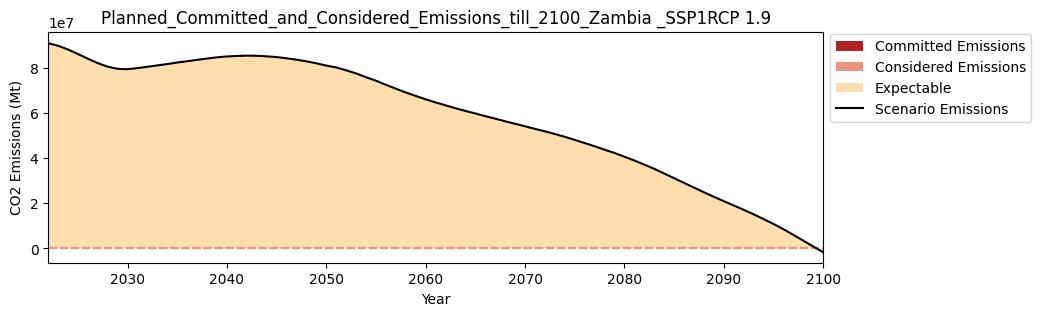 Planned_Committed_and_Considered_Emissions_till_2100_Zambia _SSP1RCP 1.9
1e7
CO2 Emissions (Mt)
8
6
4
2
0
2030 2040 2050 2060 2070 2080 2090 2100
Year
Committed Emissions
Considered Emissions
Expectable
Scenario Emissions